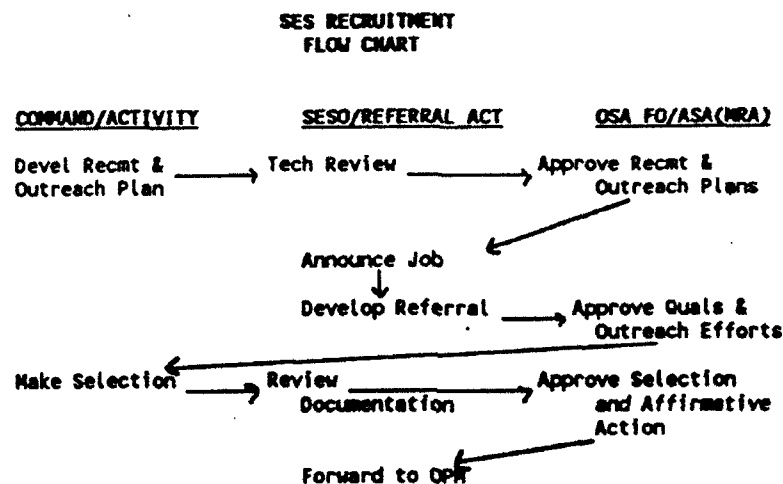 SES RECRUITMENT
FLOW CHART
COMMAND/ACTIVITY SESO/REFERRAL ACT OSA FO/ASA(MRA)
Devel Recmt & Tech Review Approve Recmt &
Outreach Plan Outreach Plans
Announce Job
Develop Referral Approve Quals &
Outreach Efforts
Make Selection Review Approve Selection
Documentation and Affirmative
Action
Forward to OPM